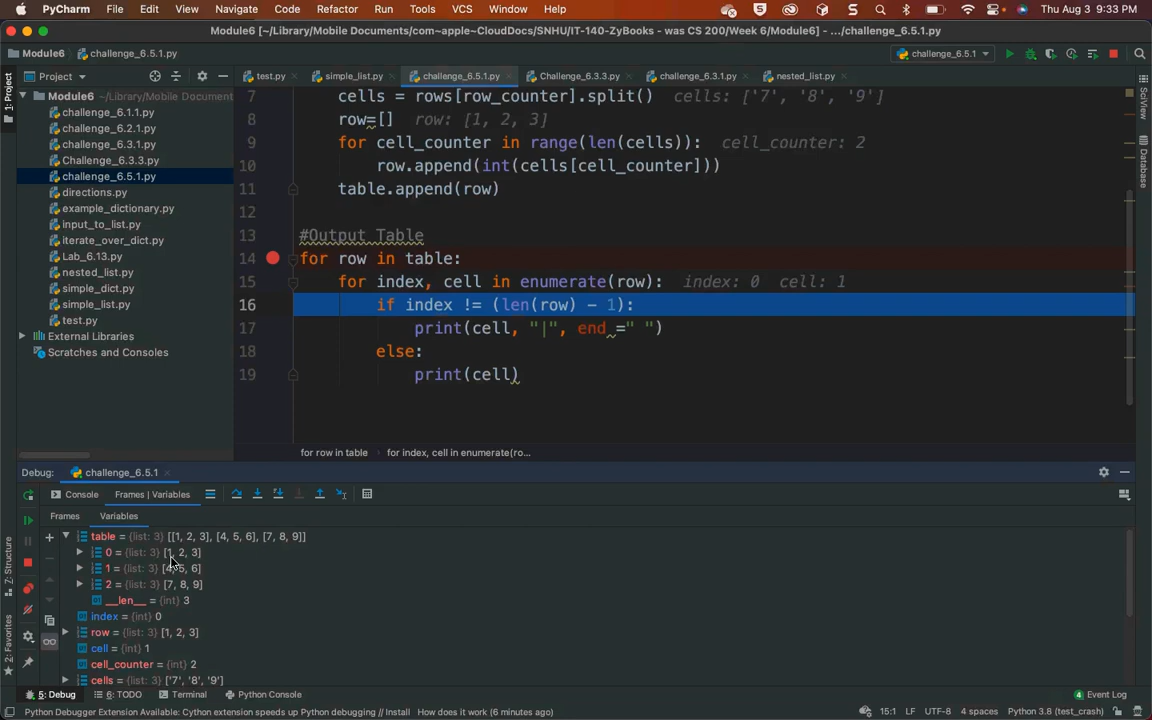 PyCharm File Edit View Navigate Code Refactor Run Tools VCS Window Help Thu Aug 3 9:33 PM
Module6 [~/Library/Mobile Documents/com~apple~CloudDocs/SNHU/IT-140-ZyBooks - was CS 200/Week 6/Module6] - .../challenge_6.5.1.py
Module6 challenge_6.5.1.py challenge_6.5.1
1: Project
Project
test.py simple_list.py challenge_6.5.1.py Challenge_6.3.3.py challenge_6.3.1.py nested_list.py
SciView
Database
Module6 ~/Library/Mobile Document
challenge_6.1.1.py
challenge_6.2.1.py
challenge_6.3.1.py
Challenge_6.3.3.py
challenge_6.5.1.py
directions.py
example_dictionary.py
input_to_list.py
iterate_over_dict.py
Lab_6.13.py
nested_list.py
simple_dict.py
simple_list.py
test.py
External Libraries
Scratches and Consoles
7 cells = rows[row_counter].split() cells: ['7', '8', '9']
8 row=[] row: [1, 2, 3]
9 for cell_counter in range(len(cells)): cell_counter: 2
10 row.append(int(cells[cell_counter]))
11 table.append(row)
12
13 #Output Table
14 for row in table:
15 for index, cell in enumerate(row): index: 0 cell: 1
16 if index != (len(row) - 1):
17 print(cell, "|", end =" ")
18 else:
19 print(cell)
for row in table for index, cell in enumerate(ro...
Debug: challenge_6.5.1
Console Frames | Variables
Frames Variables
table = {list: 3} [[1, 2, 3], [4, 5, 6], [7, 8, 9]]
0 = {list: 3} [1, 2, 3]
1 = {list: 3} [4, 5, 6]
2 = {list: 3} [7, 8, 9]
__len__ = {int} 3
index = {int} 0
row = {list: 3} [1, 2, 3]
cell = {int} 1
cell_counter = {int} 2
cells = {list: 3} ['7', '8', '9']
Z: Structure
2: Favorites
5: Debug 6: TODO Terminal Python Console 4 Event Log
Python Debugger Extension Available: Cython extension speeds up Python debugging // Install How does it work (6 minutes ago) 15:1 LF UTF-8 4 spaces Python 3.8 (test_crash)